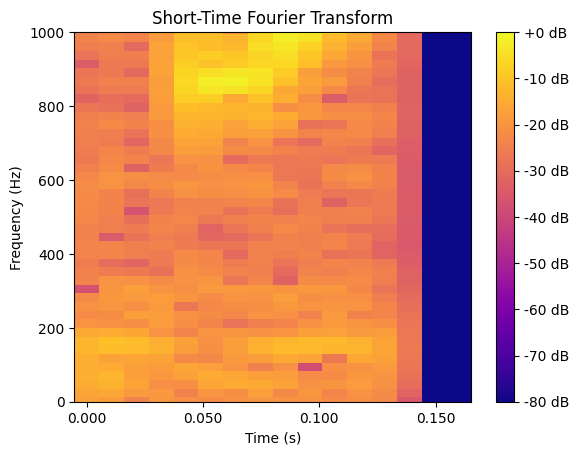 Short-Time Fourier Transform
Frequency (Hz)
1000
800
600
400
200
0
0.000
0.050
0.100
0.150
Time (s)
+0 dB
-10 dB
-20 dB
-30 dB
-40 dB
-50 dB
-60 dB
-70 dB
-80 dB